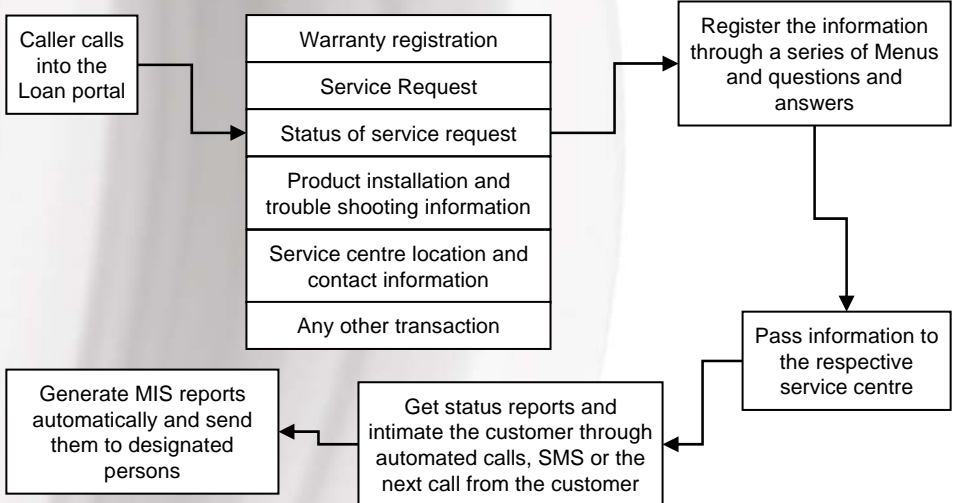 Caller calls
into the
Loan portal
Warranty registration
Service Request
Status of service request
Product installation and
trouble shooting information
Service centre location and
contact information
Any other transaction
Register the information
through a series of Menus
and questions and
answers
Pass information to
the respective
service centre
Get status reports and
intimate the customer through
automated calls, SMS or the
next call from the customer
Generate MIS reports
automatically and send
them to designated
persons